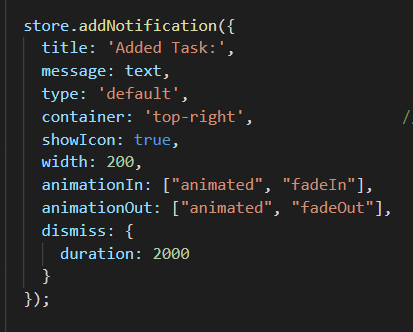 store.addNotification({
  title: 'Added Task:',
  message: text,
  type: 'default',
  container: 'top-right', /
  showIcon: true,
  width: 200,
  animationIn: ["animated", "fadeIn"],
  animationOut: ["animated", "fadeOut"],
  dismiss: {
    duration: 2000
  }
});